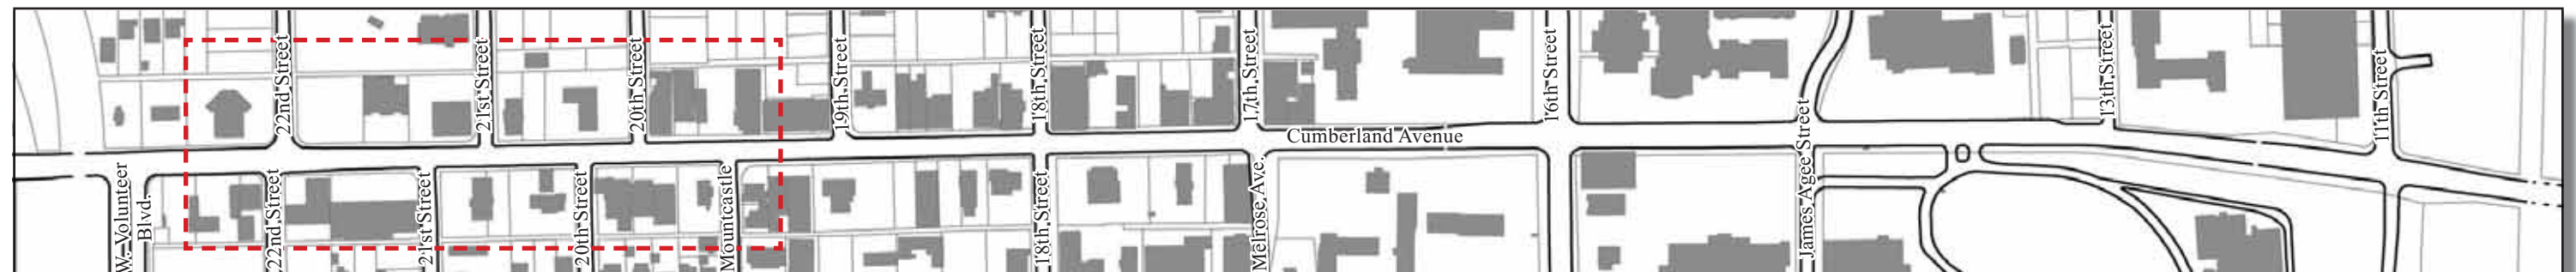 22nd Street
21st Street
20th Street
19th Street
18th Street
17th Street
16th Street
13th Street
11th Street
Cumberland Avenue
W. Volunteer
Blvd.
22nd Street
21st Street
20th Street
Mountcastle
18th Street
Melrose Ave.
James Agee Street